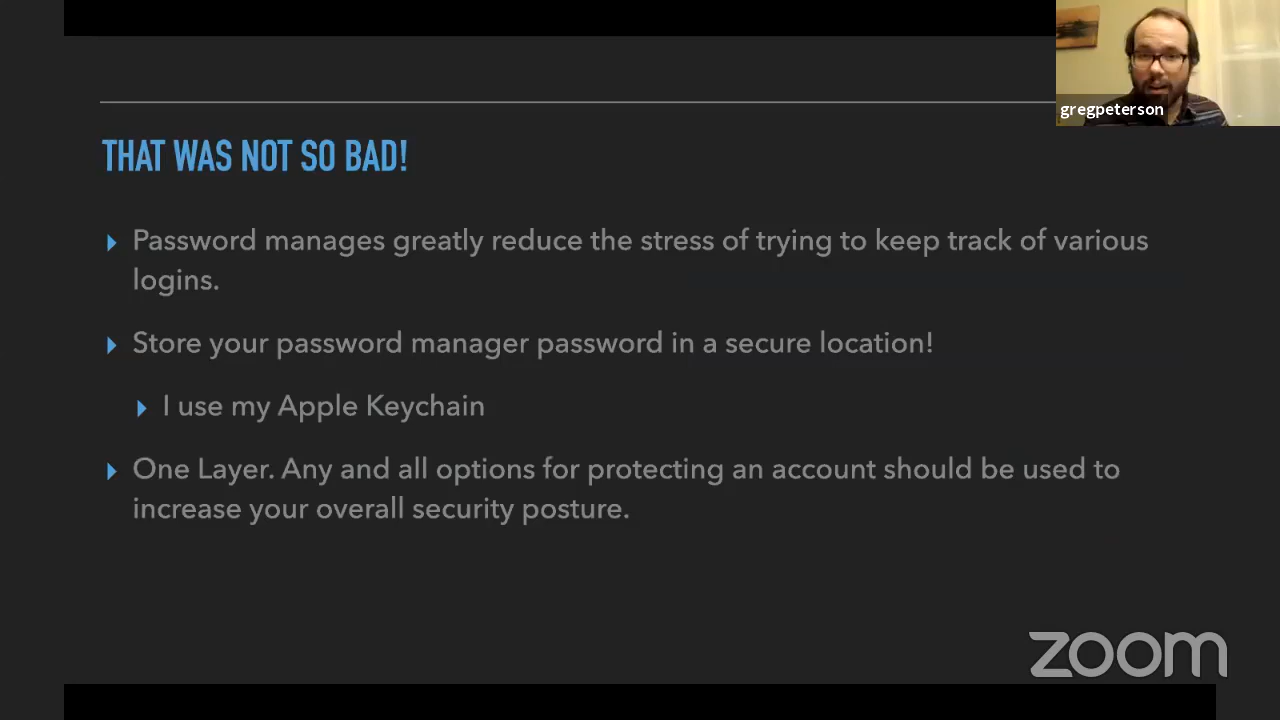 gregpeterson
THAT WAS NOT SO BAD!
Password manages greatly reduce the stress of trying to keep track of various
logins.
Store your password manager password in a secure location!
I use my Apple Keychain
One Layer. Any and all options for protecting an account should be used to
increase your overall security posture.
zoom